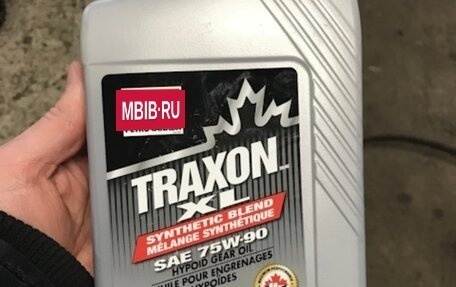 MBIB·RU
TRAXON
XL
SYNTHETIC BLEND
MÉLANGE SYNTHÉTIQUE
SAE 75W-90
HYPOID GEAR OIL
HUILE POUR ENGRENAGES
HYPOÏDES